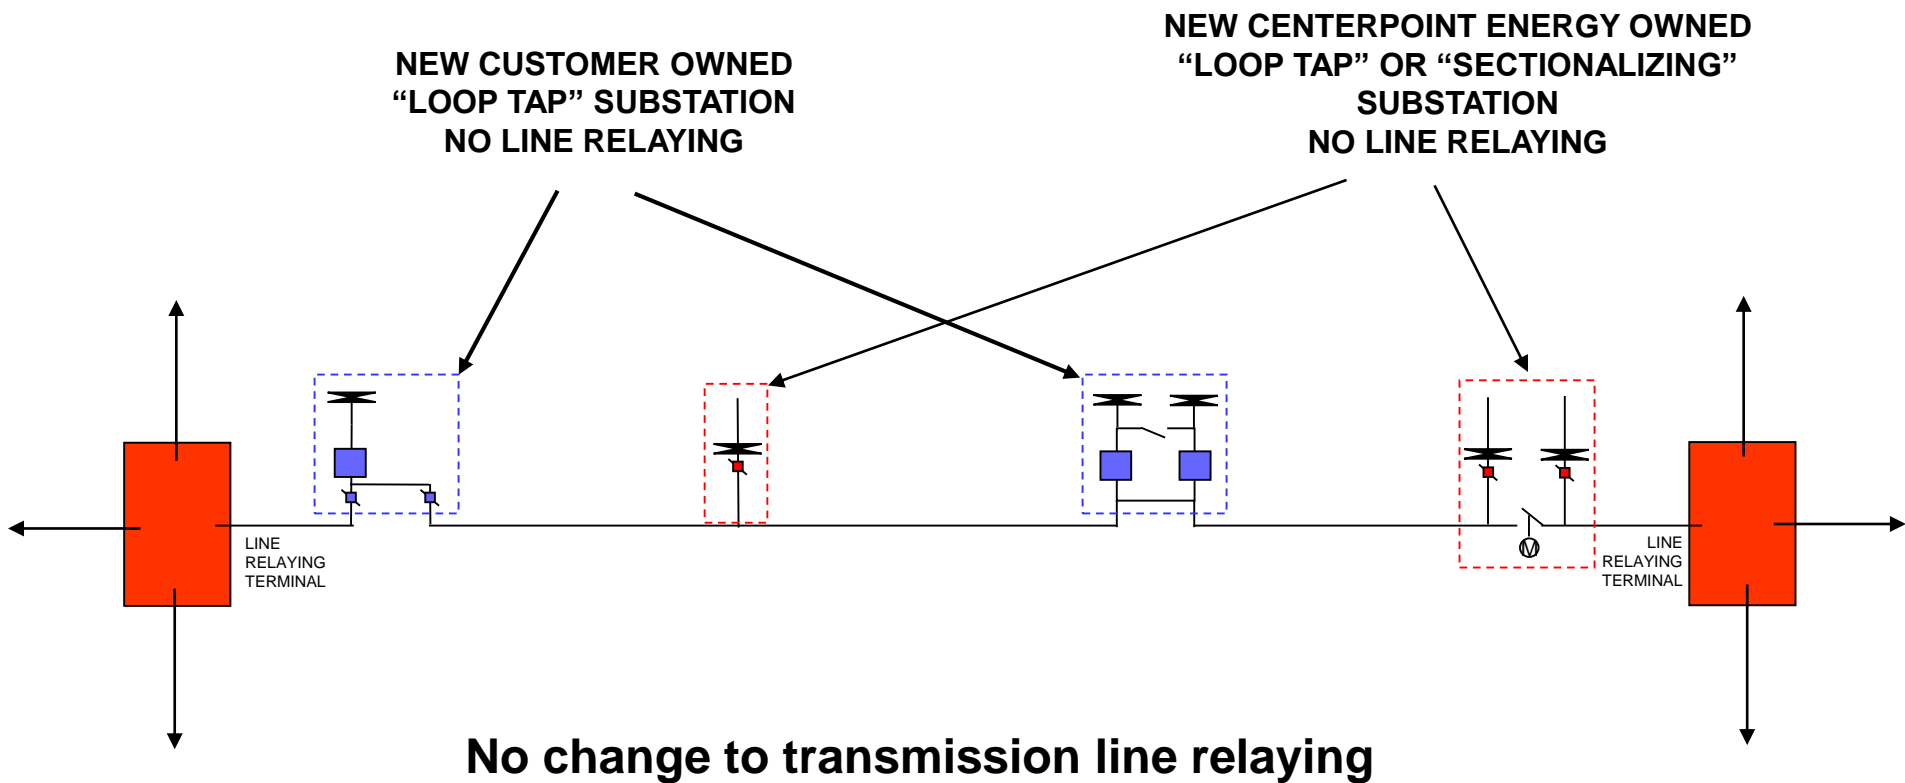 NEW CUSTOMER OWNED
“LOOP TAP” SUBSTATION
NO LINE RELAYING
NEW CENTERPOINT ENERGY OWNED
“LOOP TAP” OR “SECTIONALIZING”
SUBSTATION
NO LINE RELAYING
LINE
RELAYING
TERMINAL
M
LINE
RELAYING
TERMINAL
No change to transmission line relaying